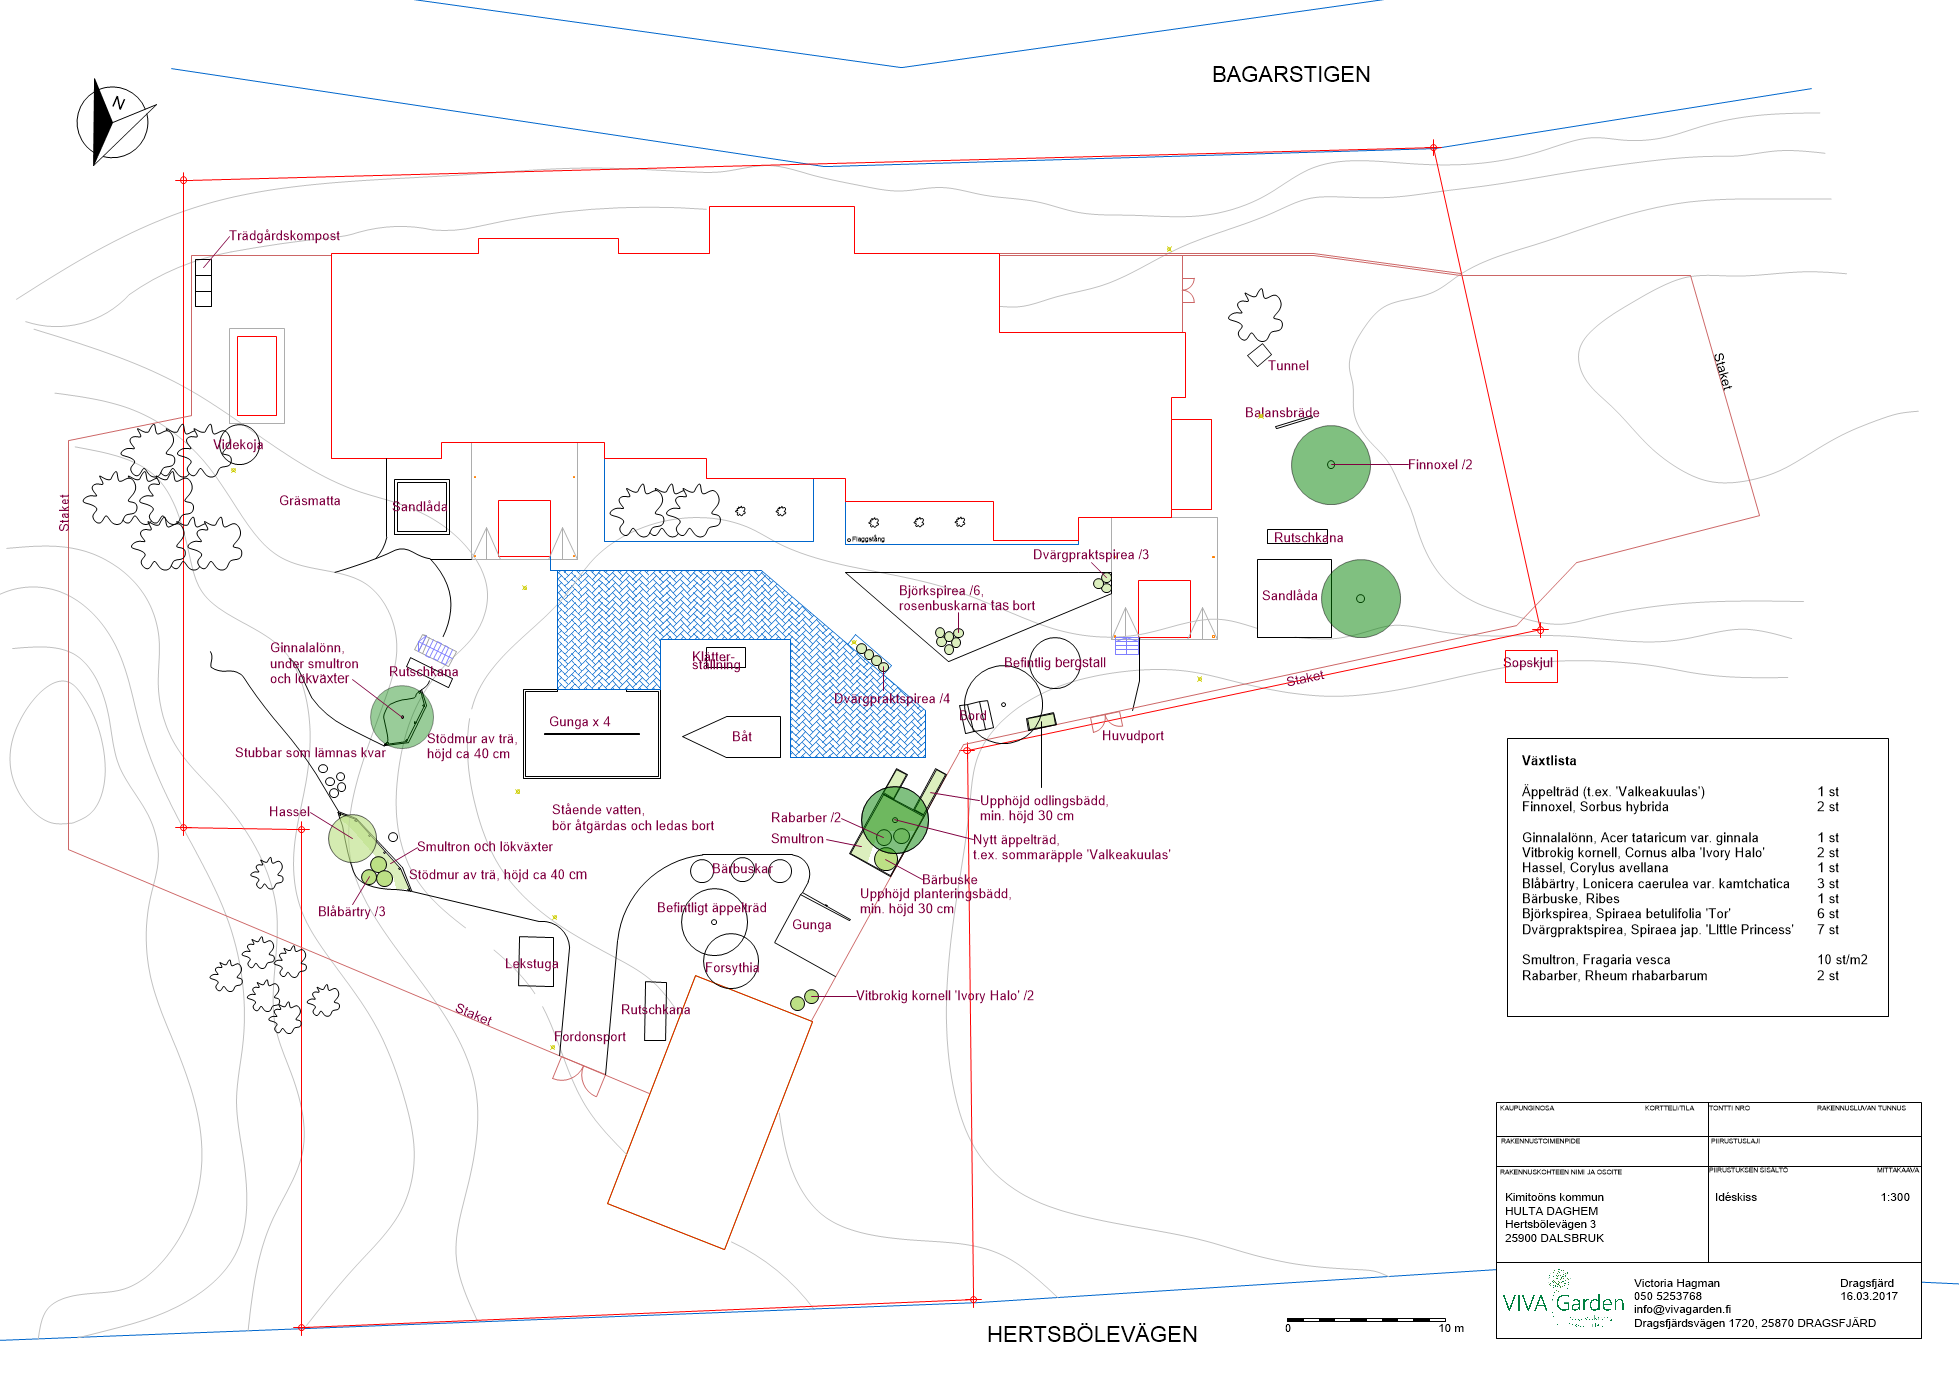 BAGARSTIGEN
N
Trädgårdskompost
Tunnel
Staket
Balansbräde
Videkoja
Finnoxel /2
Gräsmatta
Sandlåda
Staket
Flaggstång
Rutschkana
Dvärgpraktspirea /3
Björkspirea /6,
rosenbuskarna tas bort
Sandlåda
Ginnalalönn,
under smultron
och lökväxter
Rutschkana
Klätter-
ställning
Befintlig bergstall
Sopskjul
Staket
Dvärgpraktspirea /4
Bord
Gunga x 4
Båt
Huvudport
Stödmur av trä,
höjd ca 40 cm
Stubbar som lämnas kvar
Hassel
Stående vatten,
bör åtgärdas och ledas bort
Rabarber /2
Smultron
Upphöjd odlingsbädd,
min. höjd 30 cm
Nytt äppelträd,
t.ex. sommaräpple 'Valkeakuulas'
Smultron och lökväxter
Stödmur av trä, höjd ca 40 cm
Bärbuskar
Bärbuske
Upphöjd planteringsbädd,
min. höjd 30 cm
Blåbärtry /3
Befintligt äppelträd
Gunga
Lekstuga
Forsythia
Vitbrokig kornell 'Ivory Halo' /2
Rutschkana
Staket
Fordonsport
Växtlista
Äppelträd (t.ex. 'Valkeakuulas') 1 st
Finnoxel, Sorbus hybrida 2 st
Ginnalalönn, Acer tataricum var. ginnala 1 st
Vitbrokig kornell, Cornus alba 'Ivory Halo' 2 st
Hassel, Corylus avellana 1 st
Blåbärtry, Lonicera caerulea var. kamtchatica 3 st
Bärbuske, Ribes 1 st
Björkspirea, Spiraea betulifolia 'Tor' 6 st
Dvärgpraktspirea, Spiraea jap. 'LIttle Princess' 7 st
Smultron, Fragaria vesca 10 st/m2
Rabarber, Rheum rhabarbarum 2 st
KAUPUNGINOSA KORTTELI/TILA TONTTI NRO RAKENNUSLUVAN TUNNUS
RAKENNUSTOIMENPIDE PIIRUSTUSLAJI
RAKENNUSKOHTEEN NIMI JA OSOITE PIIRUSTUKSEN SISÄLTÖ MITTAKAAVA
Kimitoöns kommun Idéskiss 1:300
HULTA DAGHEM
Hertsbölevägen 3
25900 DALSBRUK
VIVA Garden
Victoria Hagman Dragsfjärd
050 5253768 16.03.2017
info@vivagarden.fi
Dragsfjärdsvägen 1720, 25870 DRAGSFJÄRD
HERTSBÖLEVÄGEN
0 10 m